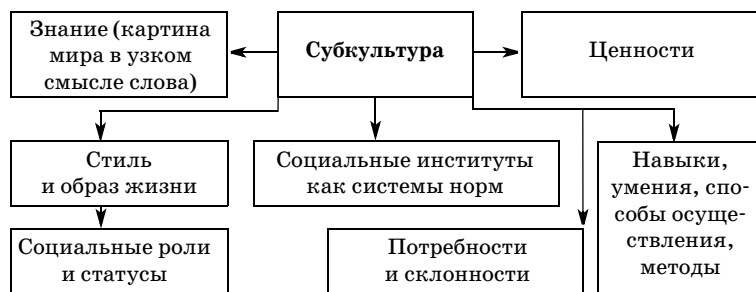 Знание (картина
мира в узком
смысле слова)
Субкультура
Ценности
Стиль
и образ жизни
Социальные институты
как системы норм
Навыки,
умения, спо-
собы осуще-
ствления,
методы
Социальные роли
и статусы
Потребности
и склонности